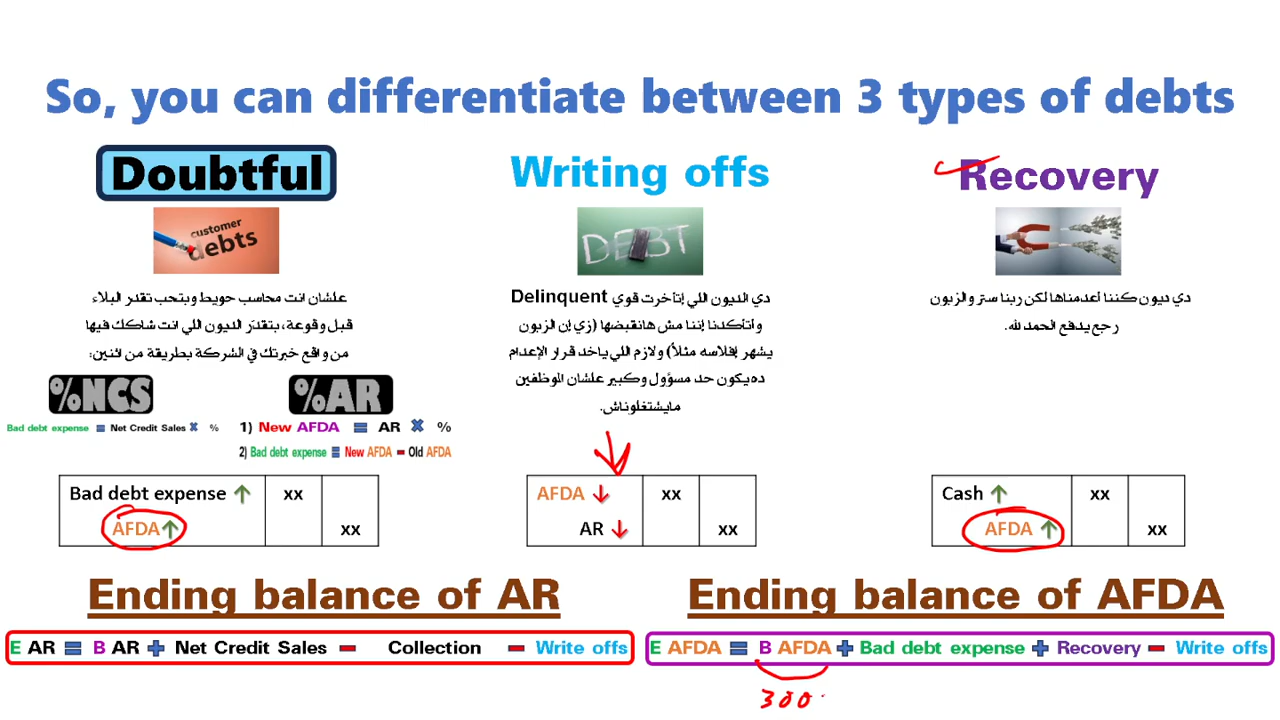 So, you can differentiate between 3 types of debts
Doubtful
customer
debts
علشان انت محاسب حويط وبتحب تقدر البلاء
قبل وقوعة، بتقدر الديون اللي انت شاكك فيها
من واقع خبرتك في الشركة بطريقة من اتنين:
%NCS
Bad debt expense = Net Credit Sales × %
%AR
1) New AFDA = AR × %
2) Bad debt expense = New AFDA - Old AFDA
Bad debt expense ↑ xx
AFDA ↑ xx
Writing offs
DEBT
دي الديون اللي إتأخرت قوي Delinquent
وأتأكدنا إننا مش هانقبضها (زي إن الزبون
يشهر إفلاسه مثلاً) ولازم اللي ياخد قرار الإعدام
ده يكون حد مسؤول وكبير علشان الموظفين
مايشتغلوناش.
AFDA ↓ xx
AR ↓ xx
Recovery
دي ديون كننا أعدمناها لكن ربنا ستر والزبون
رجع يدفع الحمد لله.
Cash ↑ xx
AFDA ↑ xx
Ending balance of AR
E AR = B AR + Net Credit Sales - Collection - Write offs
Ending balance of AFDA
E AFDA = B AFDA + Bad debt expense + Recovery - Write offs
300